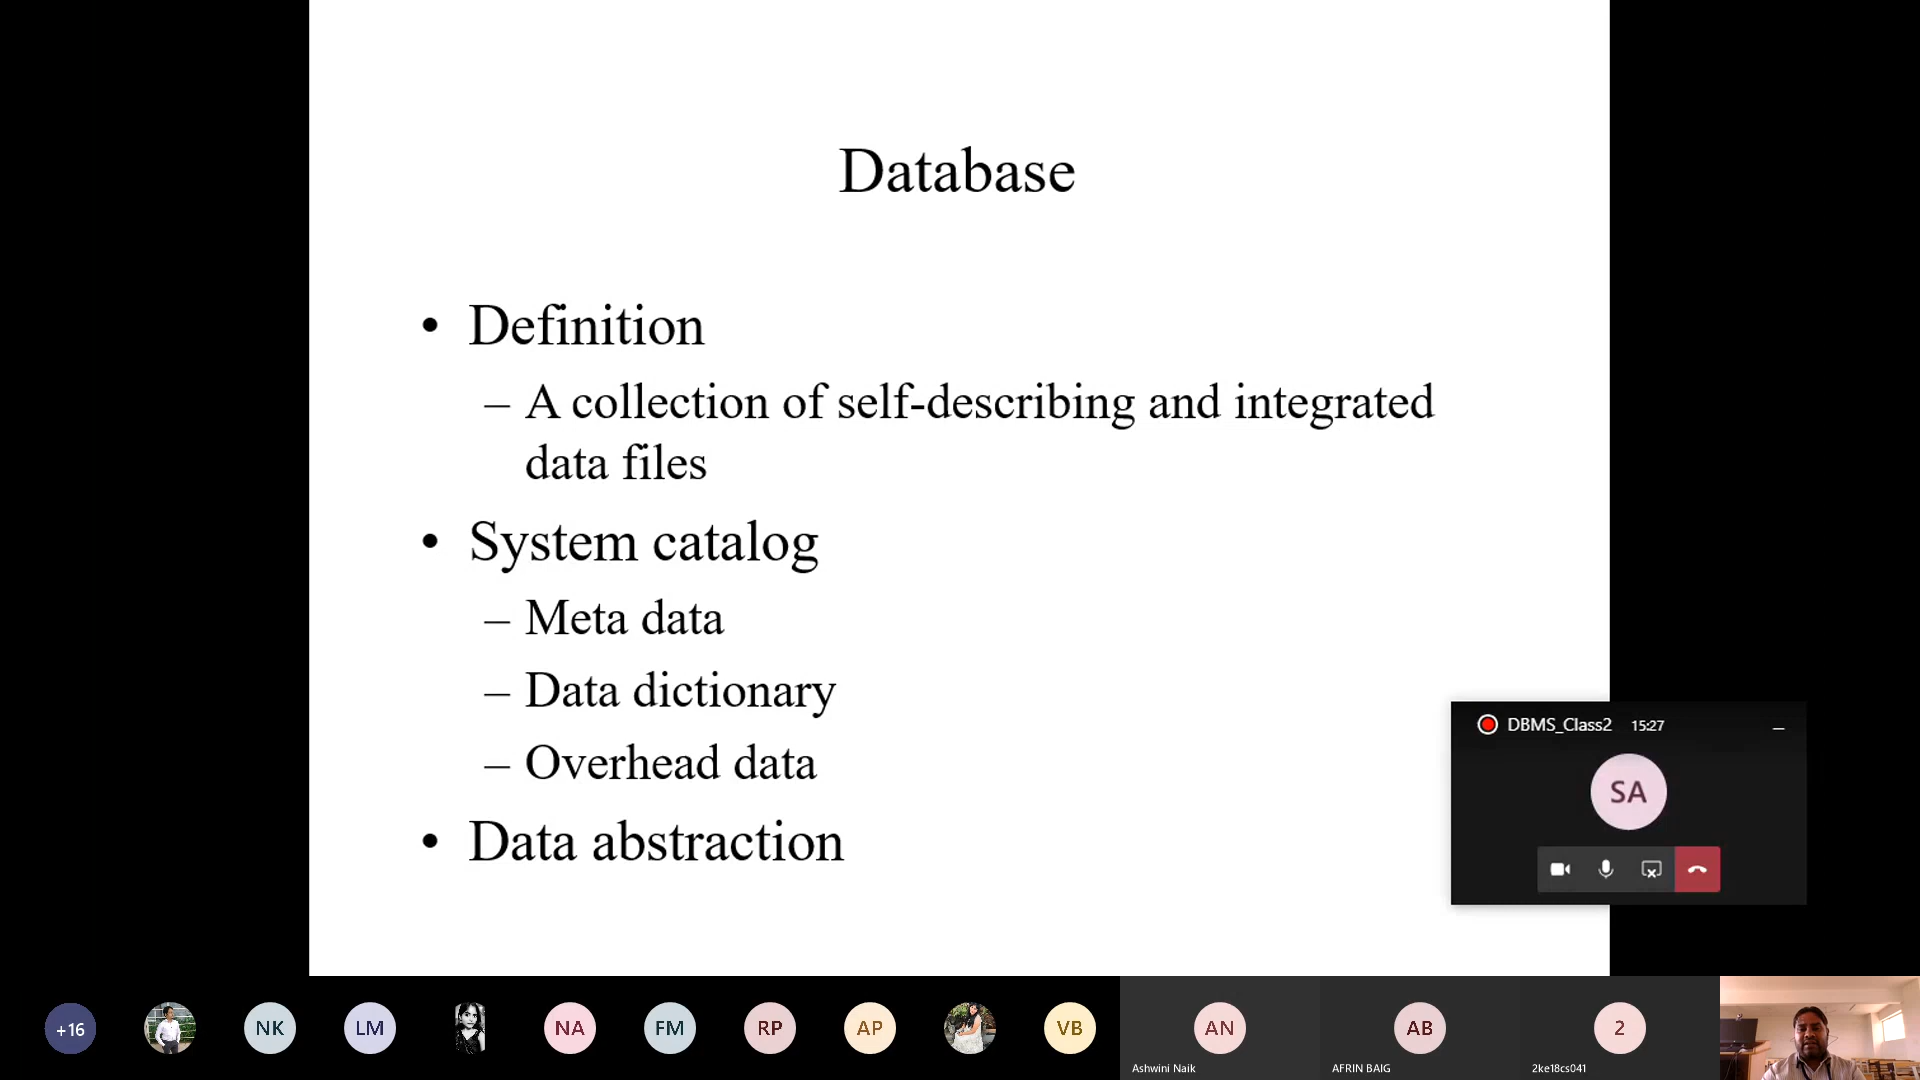 Database
• Definition
– A collection of self-describing and integrated
data files
• System catalog
– Meta data
– Data dictionary
– Overhead data
• Data abstraction
DBMS_Class2 15:27
SA
+16
NK
LM
NA
FM
RP
AP
VB
AN
Ashwini Naik
AB
AFRIN BAIG
2
2ke18cs041